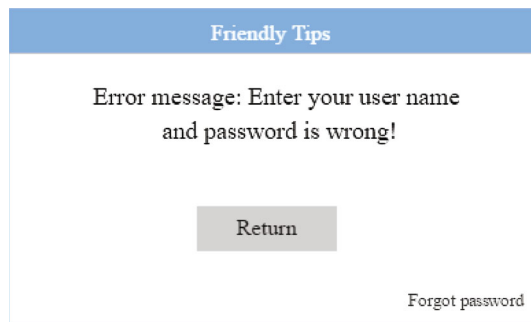 Friendly Tips
Error message: Enter your user name
and password is wrong!
Return
Forgot password